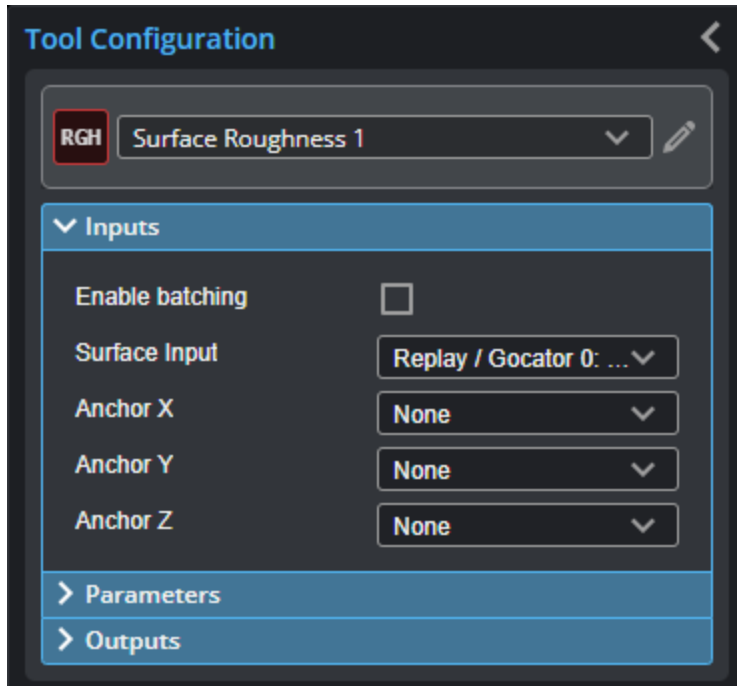 Tool Configuration
RGH Surface Roughness 1
Inputs
Enable batching
Surface Input Replay / Gocator 0: ...
Anchor X None
Anchor Y None
Anchor Z None
Parameters
Outputs